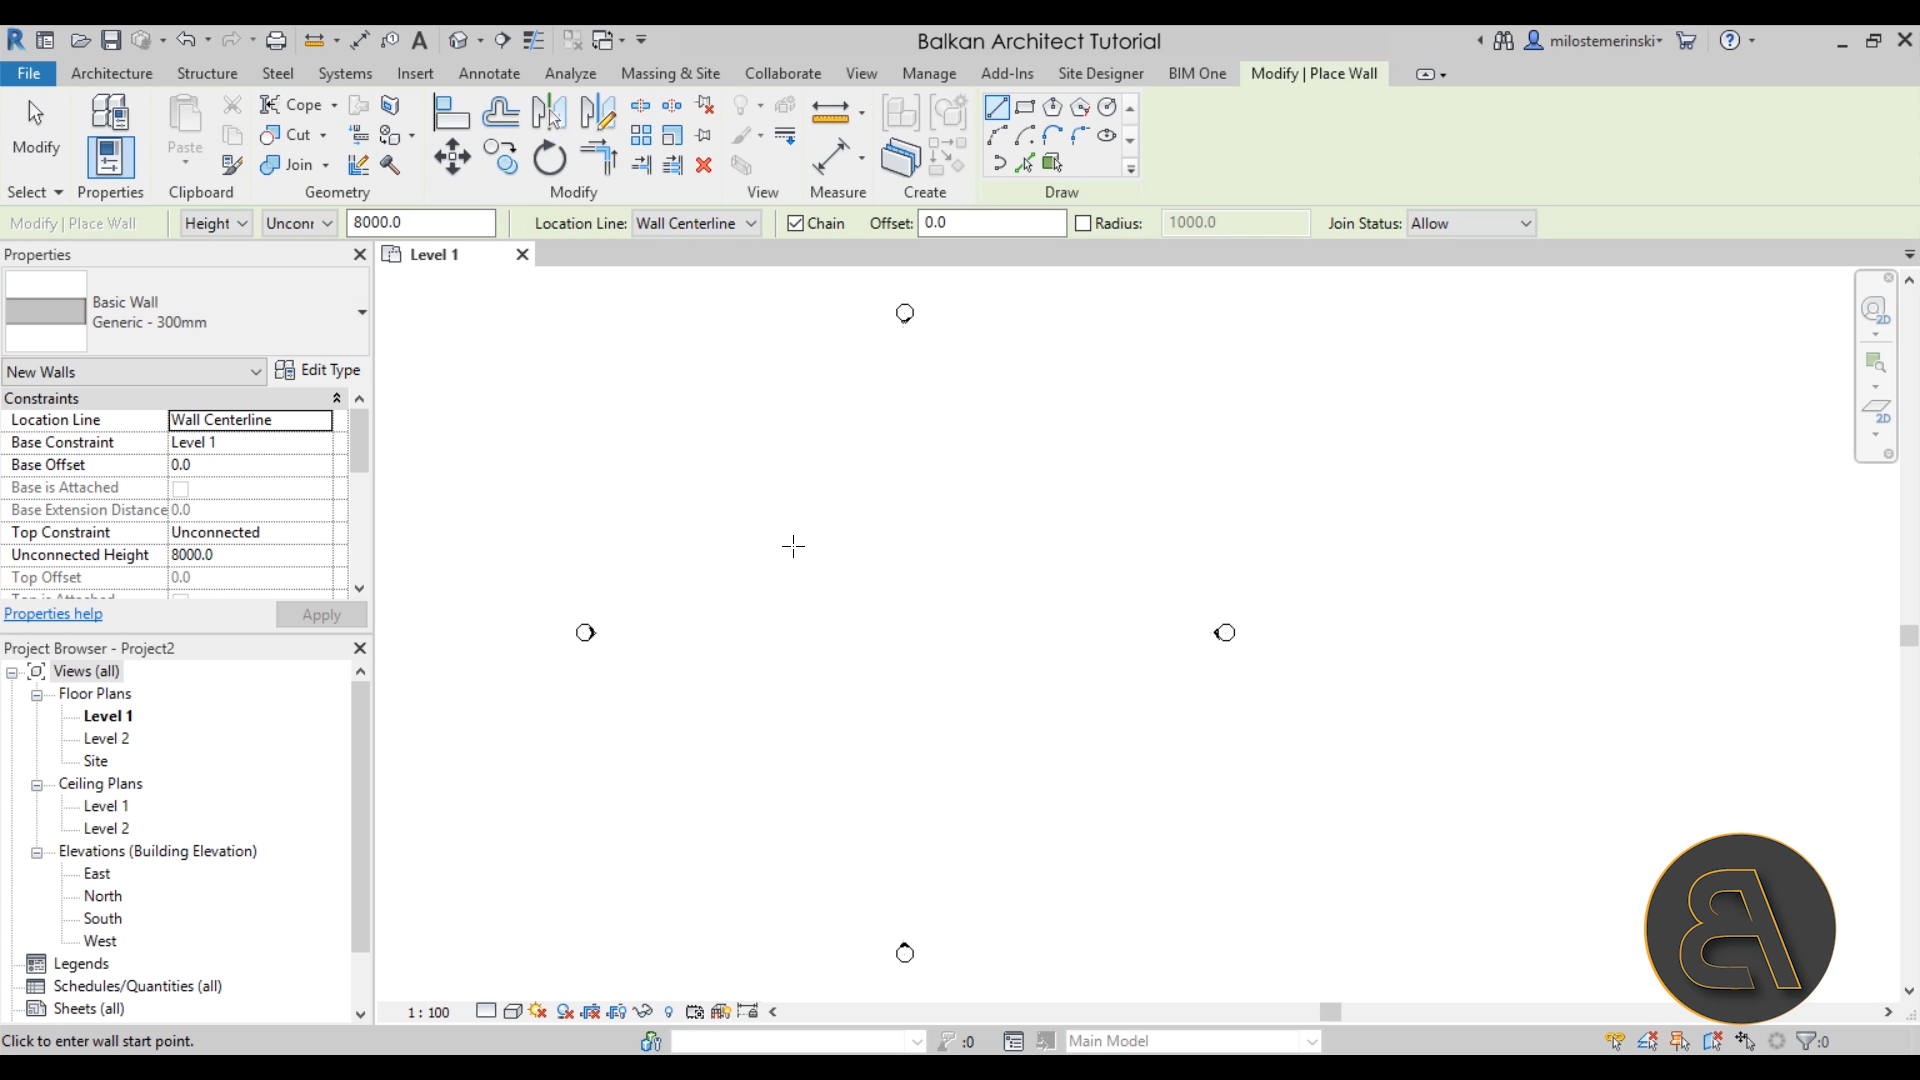 Balkan Architect Tutorial
milostemerinski
File Architecture Structure Steel Systems Insert Annotate Analyze Massing & Site Collaborate View Manage Add-Ins Site Designer BIM One Modify | Place Wall
Modify
Paste
Cope
Cut
Join
Select Properties Clipboard Geometry Modify View Measure Create Draw
Modify | Place Wall Height Unconr 8000.0 Location Line: Wall Centerline Chain Offset: 0.0 Radius: 1000.0 Join Status: Allow
Properties
Level 1
Basic Wall
Generic - 300mm
2D
New Walls
Edit Type
Constraints
Location Line Wall Centerline
2D
Base Constraint Level 1
Base Offset 0.0
Base is Attached
Base Extension Distance 0.0
Top Constraint Unconnected
Unconnected Height 8000.0
Top Offset 0.0
Top is Attached
Properties help
Apply
Project Browser - Project2
Views (all)
Floor Plans
Level 1
Level 2
Site
Ceiling Plans
Level 1
Level 2
Elevations (Building Elevation)
East
North
South
West
Legends
Schedules/Quantities (all)
Sheets (all)
1 : 100
Click to enter wall start point.
:0
Main Model
:0